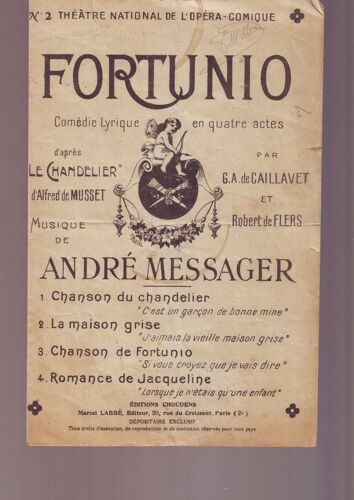 N° 2 THÉÂTRE NATIONAL DE L'OPÉRA-COMIQUE
FORTUNIO
Comédie Lyrique en quatre actes
d'après
"LE CHANDELIER"
d'Alfred de MUSSET
PAR
G.A. de CAILLAVET
ET
Robert de FLERS
MUSIQUE
DE
ANDRÉ MESSAGER
1. Chanson du chandelier
"C'est un garçon de bonne mine"
2. La maison grise
"J'aimais la vieille maison grise"
3. Chanson de Fortunio
"Si vous croyez que je vais dire"
4. Romance de Jacqueline
"Lorsque je n'étais qu'une enfant"
ÉDITIONS CHOUDENS
Marcel LABBÉ, Editeur, 20, rue du Croissant, Paris (2e)
DÉPOSITAIRE EXCLUSIF
Tous droits d'exécution, de reproduction et de traduction réservés pour tous pays